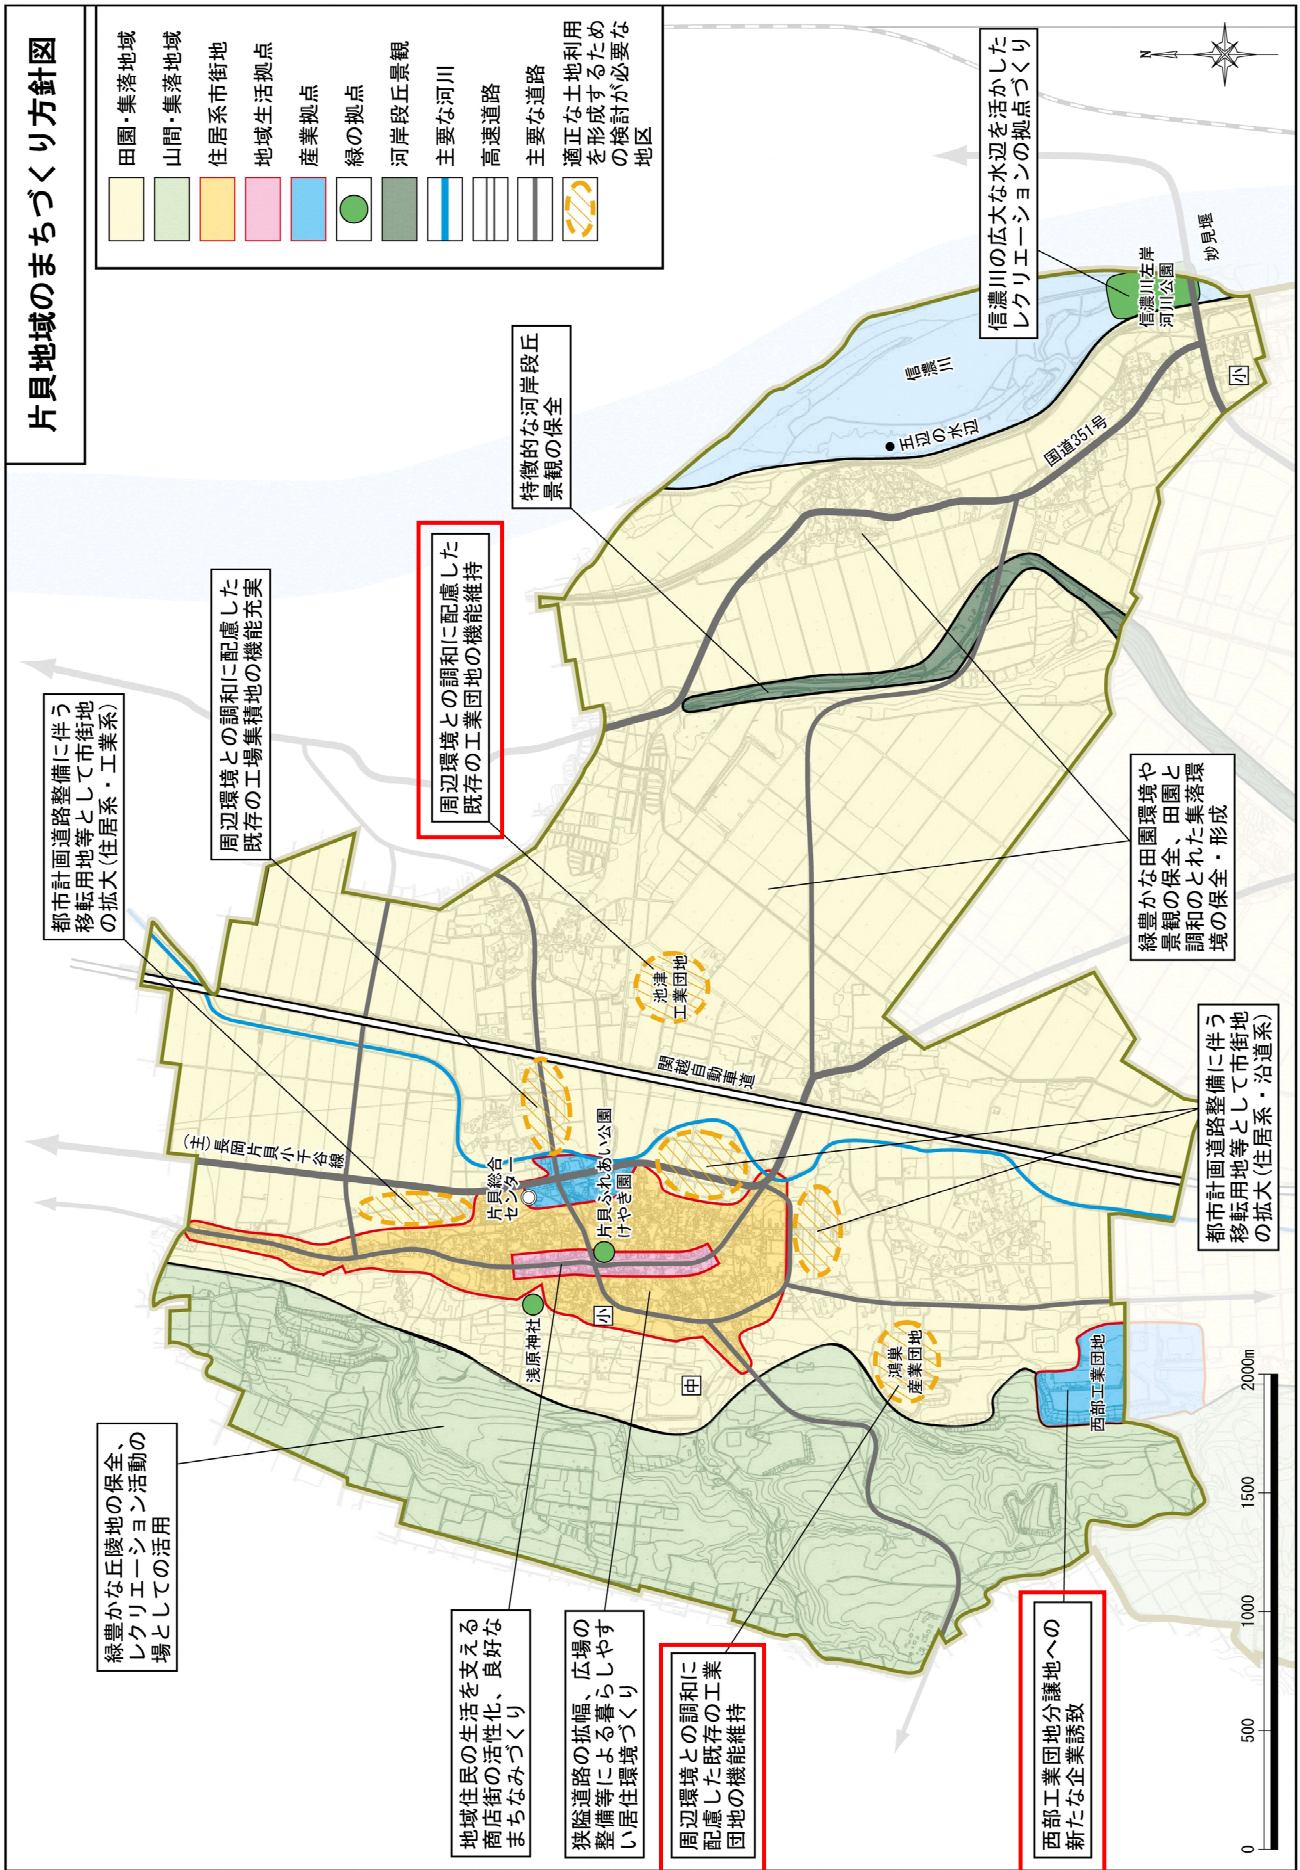 片貝地域のまちづくり方針図
田園・集落地域
山間・集落地域
住居系市街地
地域生活拠点
産業拠点
緑の拠点
河岸段丘景観
主要な河川
高速道路
主要な道路
適正な土地利用
を形成するため
の検討が必要な
地区
N
都市計画道路整備に伴う
移転用地等として市街地
の拡大(住居系・工業系)
周辺環境との調和に配慮した
既存の工場集積地の機能充実
周辺環境との調和に配慮した
既存の工業団地の機能維持
特徴的な河岸段丘
景観の保全
信濃川の広大な水辺を活かした
レクリエーションの拠点づくり
緑豊かな丘陵地の保全、
レクリエーション活動の
場としての活用
(主)長岡片貝小千谷線
片貝総合
センター
片貝ふれあい公園
けやき園
浅原神社
小
中
関越自動車道
池津
工業団地
鴻巣
産業団地
西部工業団地
信濃川
五辺の水辺
国道351号
信濃川左岸
河川公園
妙見堰
小
地域住民の生活を支える
商店街の活性化、良好な
まちなみづくり
狭隘道路の拡幅、広場の
整備等による暮らしやす
い居住環境づくり
周辺環境との調和に
配慮した既存の工業
団地の機能維持
西部工業団地分譲地への
新たな企業誘致
都市計画道路整備に伴う
移転用地等として市街地
の拡大(住居系・沿道系)
緑豊かな田園環境や
景観の保全、田園と
調和のとれた集落環
境の保全・形成
0
500
1000
1500
2000m